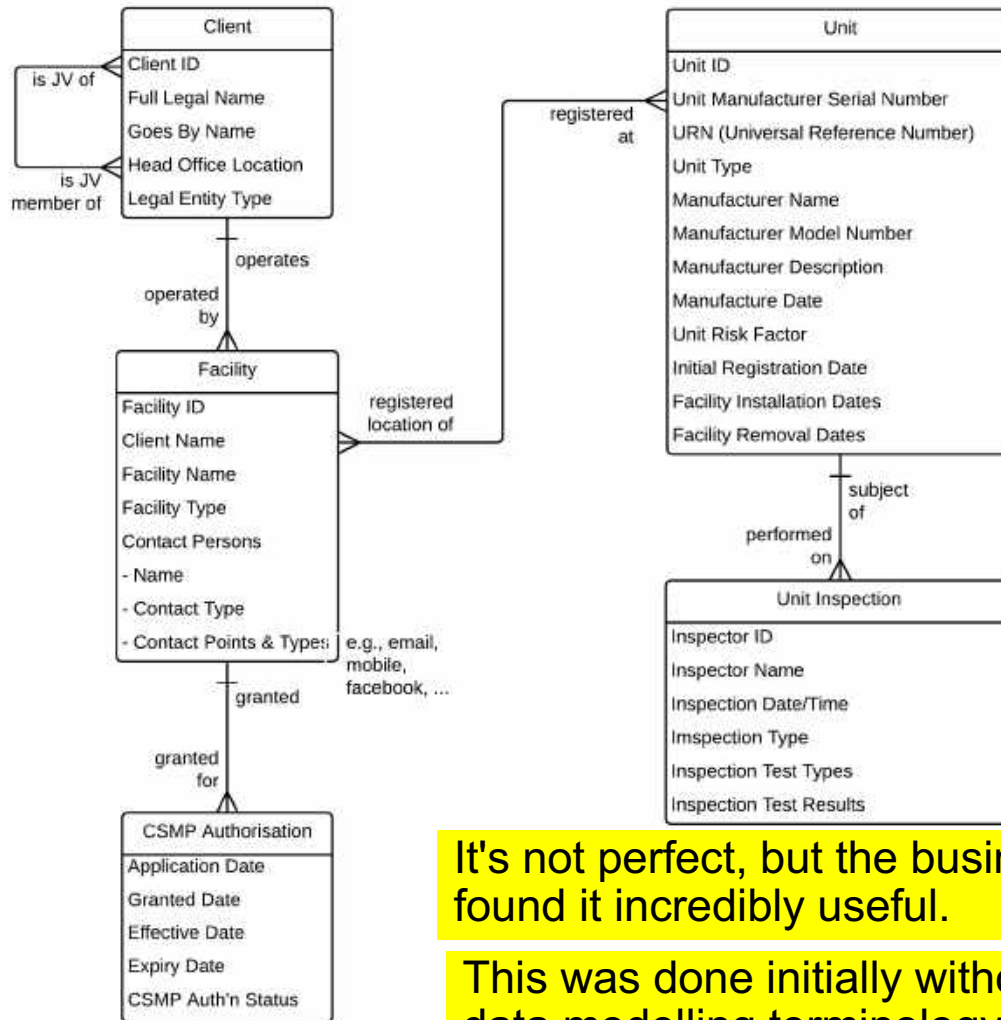 Client
Client ID
Full Legal Name
Goes By Name
Head Office Location
Legal Entity Type
is JV of
is JV
member of
operates
operated
by
Facility
Facility ID
Client Name
Facility Name
Facility Type
Contact Persons
- Name
- Contact Type
- Contact Points & Types
e.g., email,
mobile,
facebook, ...
granted
granted
for
CSMP Authorisation
Application Date
Granted Date
Effective Date
Expiry Date
CSMP Auth'n Status
registered
at
registered
location of
Unit
Unit ID
Unit Manufacturer Serial Number
URN (Universal Reference Number)
Unit Type
Manufacturer Name
Manufacturer Model Number
Manufacturer Description
Manufacture Date
Unit Risk Factor
Initial Registration Date
Facility Installation Dates
Facility Removal Dates
subject
of
performed
on
Unit Inspection
Inspector ID
Inspector Name
Inspection Date/Time
Imspection Type
Inspection Test Types
Inspection Test Results
It's not perfect, but the
found it incredibly useful.
This was done initially
data modelling